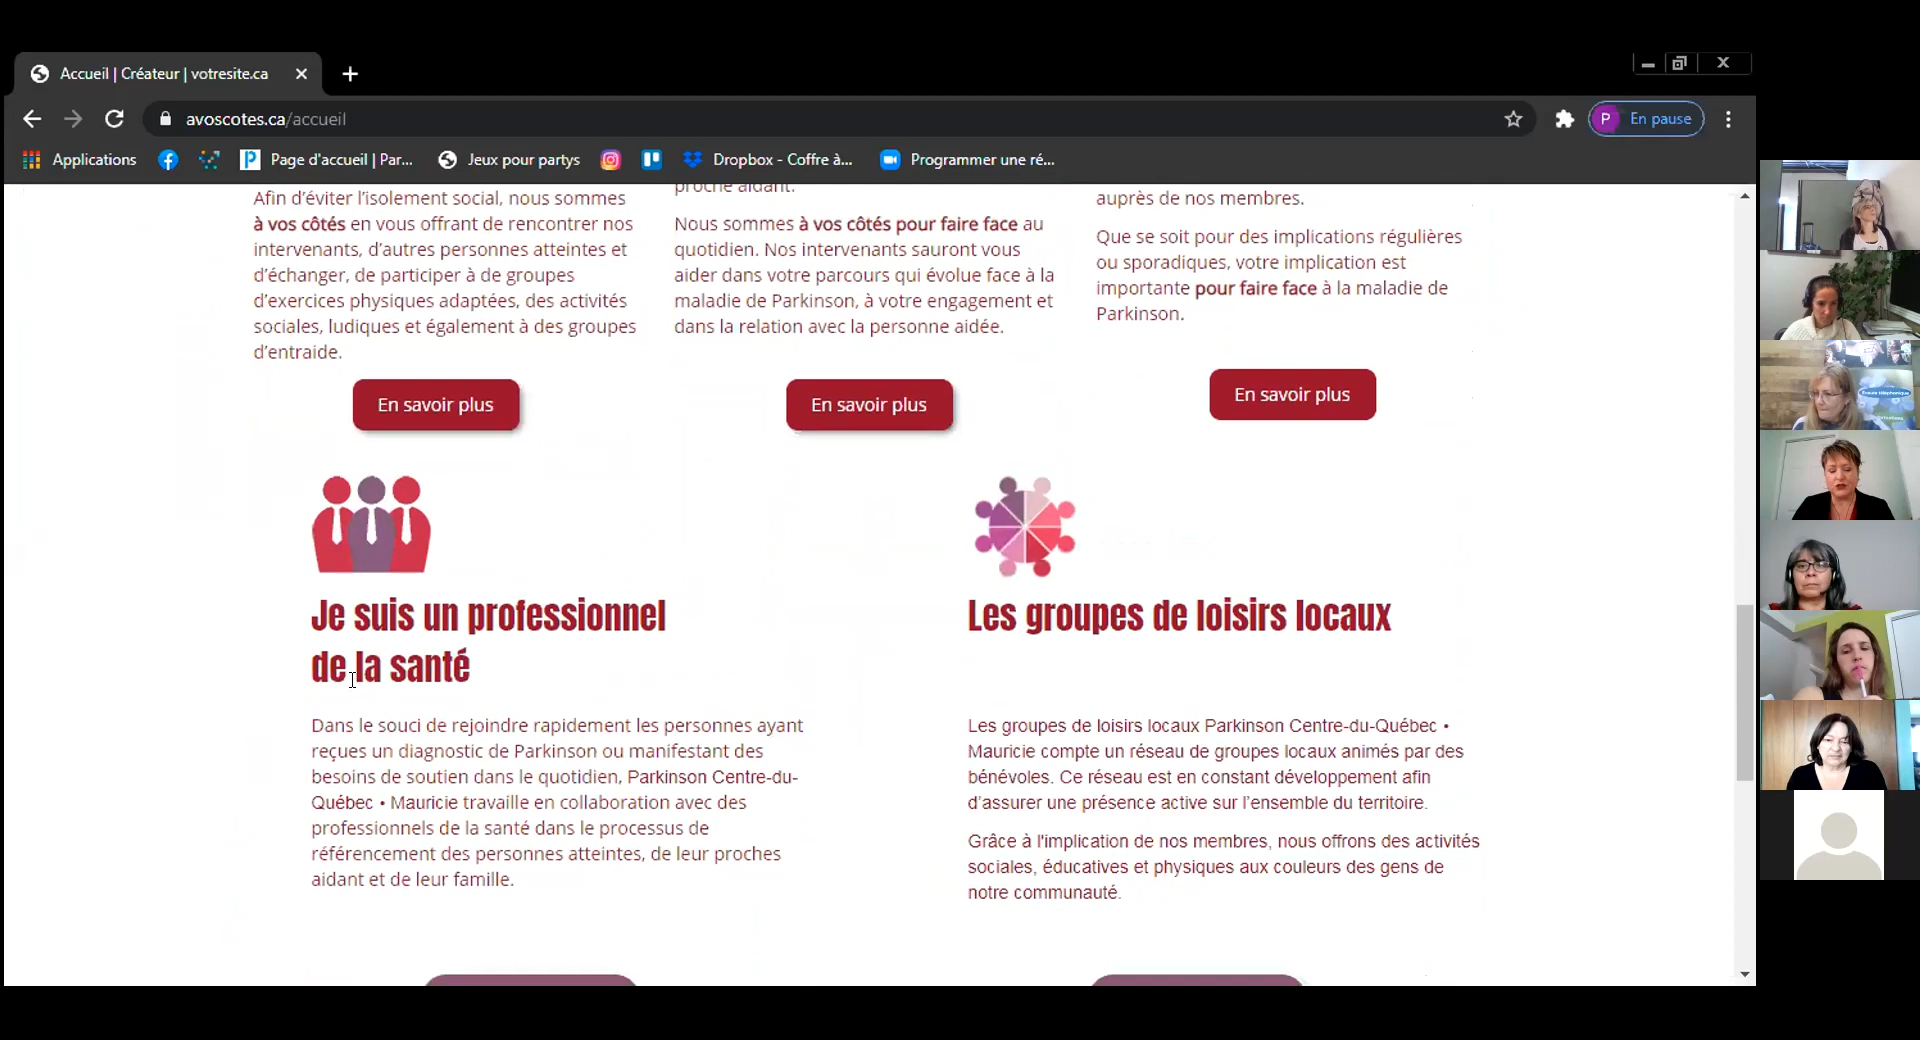 Accueil | Créateur | votresite.ca
avoscotes.ca/accueil
P En pause
Applications
Page d'accueil | Par...
Jeux pour partys
Dropbox - Coffre à...
Programmer une ré...
Afin d’éviter l’isolement social, nous sommes
à vos côtés en vous offrant de rencontrer nos
intervenants, d’autres personnes atteintes et
d’échanger, de participer à de groupes
d’exercices physiques adaptées, des activités
sociales, ludiques et également à des groupes
d’entraide.
En savoir plus
proche aidant.
Nous sommes à vos côtés pour faire face au
quotidien. Nos intervenants sauront vous
aider dans votre parcours qui évolue face à la
maladie de Parkinson, à votre engagement et
dans la relation avec la personne aidée.
En savoir plus
auprès de nos membres.
Que se soit pour des implications régulières
ou sporadiques, votre implication est
importante pour faire face à la maladie de
Parkinson.
En savoir plus
Je suis un professionnel
de la santé
Dans le souci de rejoindre rapidement les personnes ayant
reçues un diagnostic de Parkinson ou manifestant des
besoins de soutien dans le quotidien, Parkinson Centre-du-
Québec • Mauricie travaille en collaboration avec des
professionnels de la santé dans le processus de
référencement des personnes atteintes, de leur proches
aidant et de leur famille.
Les groupes de loisirs locaux
Les groupes de loisirs locaux Parkinson Centre-du-Québec •
Mauricie compte un réseau de groupes locaux animés par des
bénévoles. Ce réseau est en constant développement afin
d’assurer une présence active sur l’ensemble du territoire.
Grâce à l'implication de nos membres, nous offrons des activités
sociales, éducatives et physiques aux couleurs des gens de
notre communauté.